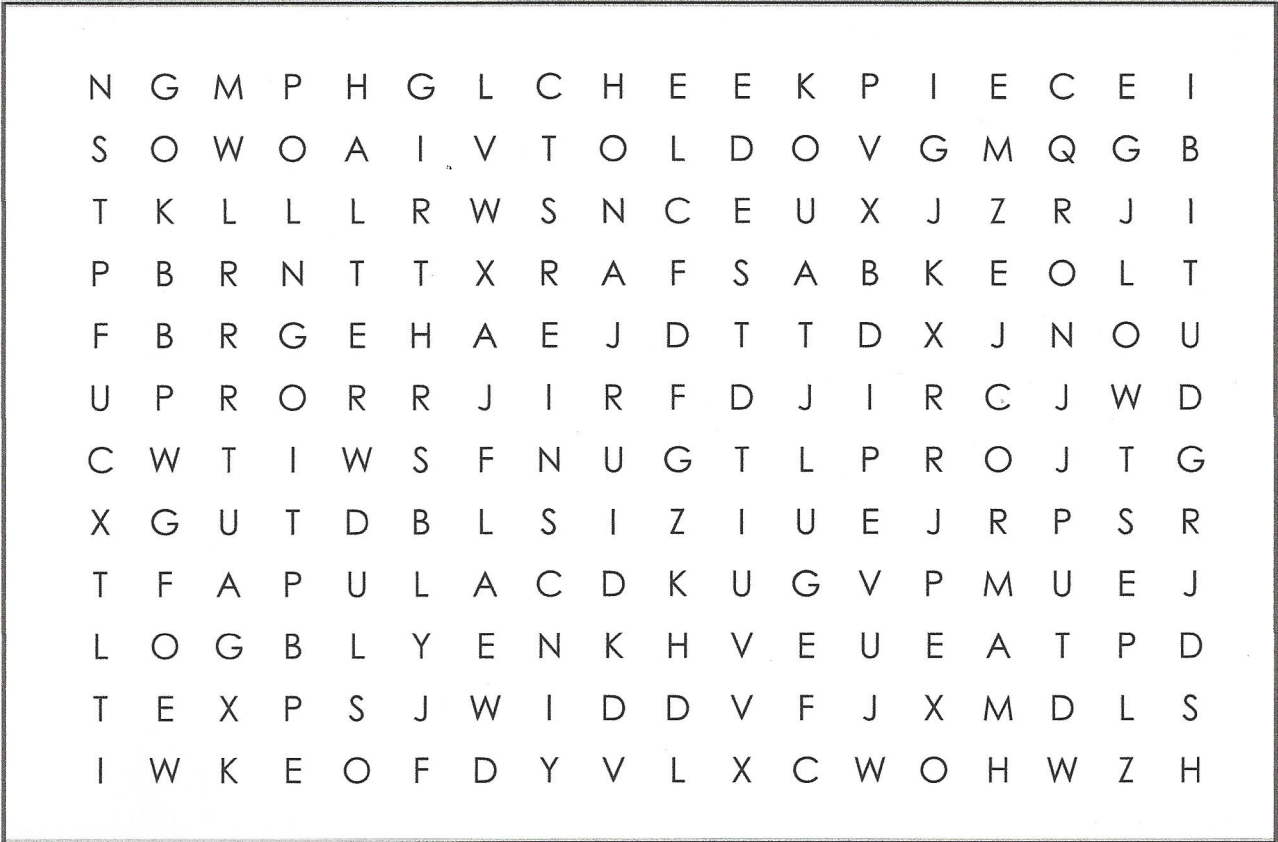 N G M P H G L C H E E K P I E C E I
S O W O A I V T O L D O V G M Q G B
T K L L L R W S N C E U X J Z R J I
P B R N T T X R A F S A B K E O L T
F B R G E H A E J D T T D X J N O U
U P R O R R J I R F D J I R C J W D
C W T I W S F N U G T L P R O J T G
X G U T D B L S I Z I U E J R P S R
T F A P U L A C D K U G V P M U E J
L O G B L Y E N K H V E U E A T P D
T E X P S J W I D D V F J X M D L S
I W K E O F D Y V L X C W O H W Z H